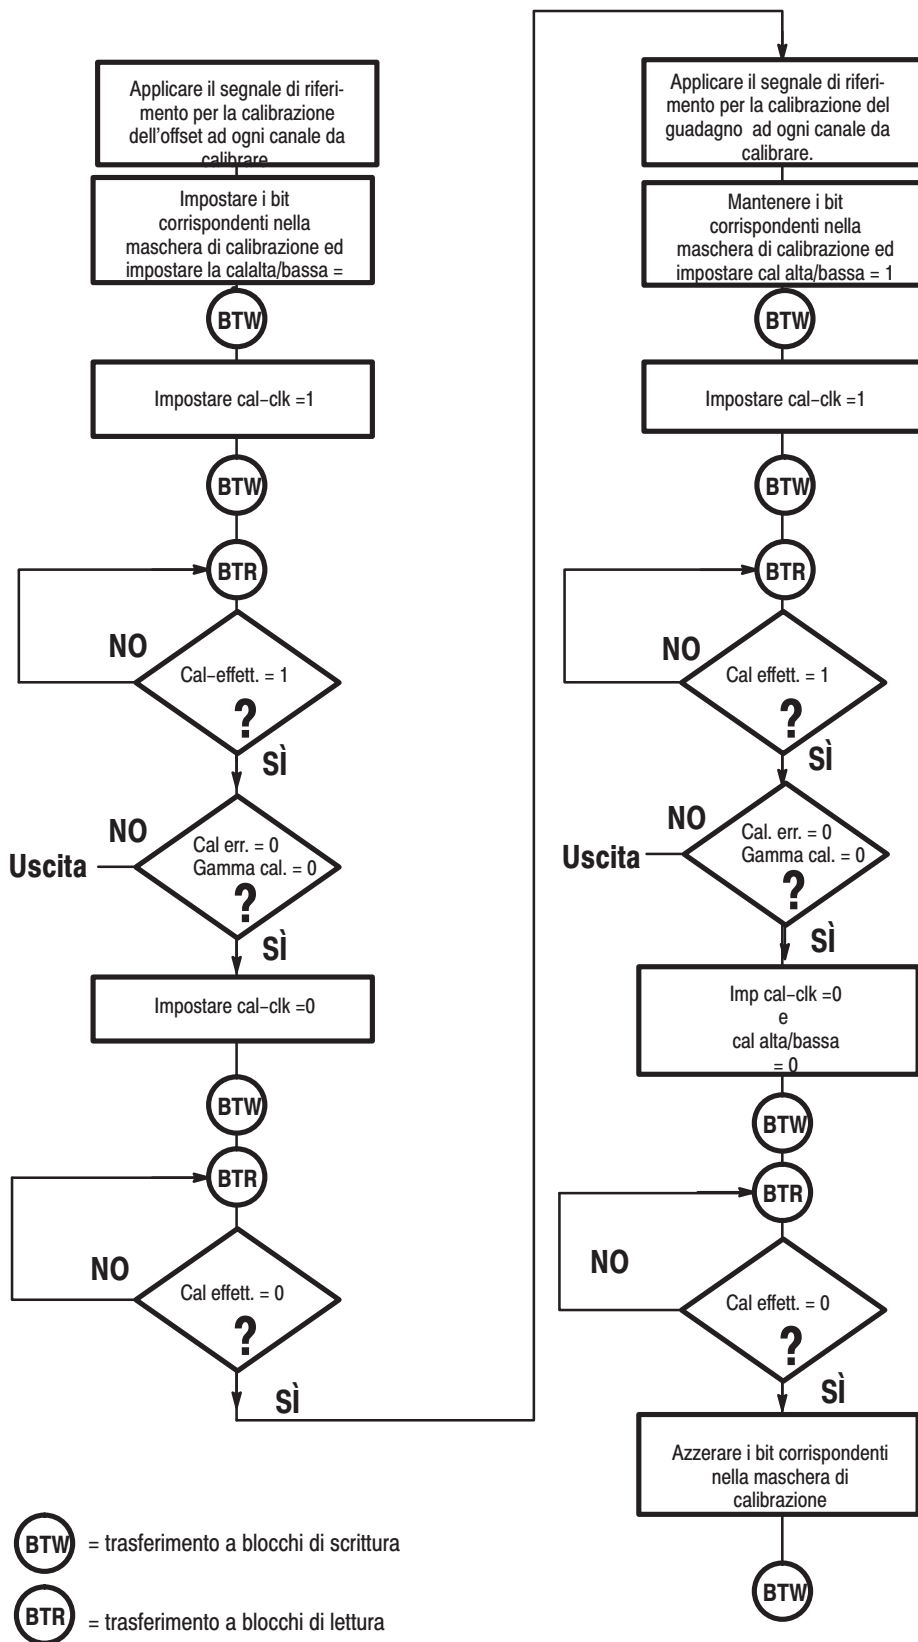 Applicare il segnale di riferi-
mento per la calibrazione
dell'offset ad ogni canale da
calibrare
Impostare i bit
corrispondenti nella
maschera di calibrazione ed
impostare la calalta/bassa =
BTW
Impostare cal-clk =1
BTW
BTR
NO
Cal-effett. = 1
?
SÌ
NO
Cal err. = 0
Gamma cal. = 0
Uscita
?
SÌ
Impostare cal-clk =0
BTW
BTR
NO
Cal effett. = 0
?
SÌ
Applicare il segnale di riferi-
mento per la calibrazione del
guadagno ad ogni canale da
calibrare.
Mantenere i bit
corrispondenti nella
maschera di calibrazione ed
impostare cal alta/bassa = 1
BTW
Impostare cal-clk =1
BTW
BTR
NO
Cal effett. = 1
?
SÌ
NO
Cal. err. = 0
Gamma cal. = 0
Uscita
?
SÌ
Imp cal-clk =0
e
cal alta/bassa
= 0
BTW
BTR
NO
Cal effett. = 0
?
SÌ
Azzerare i bit corrispondenti
nella maschera di
calibrazione
BTW
BTW = trasferimento a blocchi di scrittura
BTR = trasferimento a blocchi di lettura